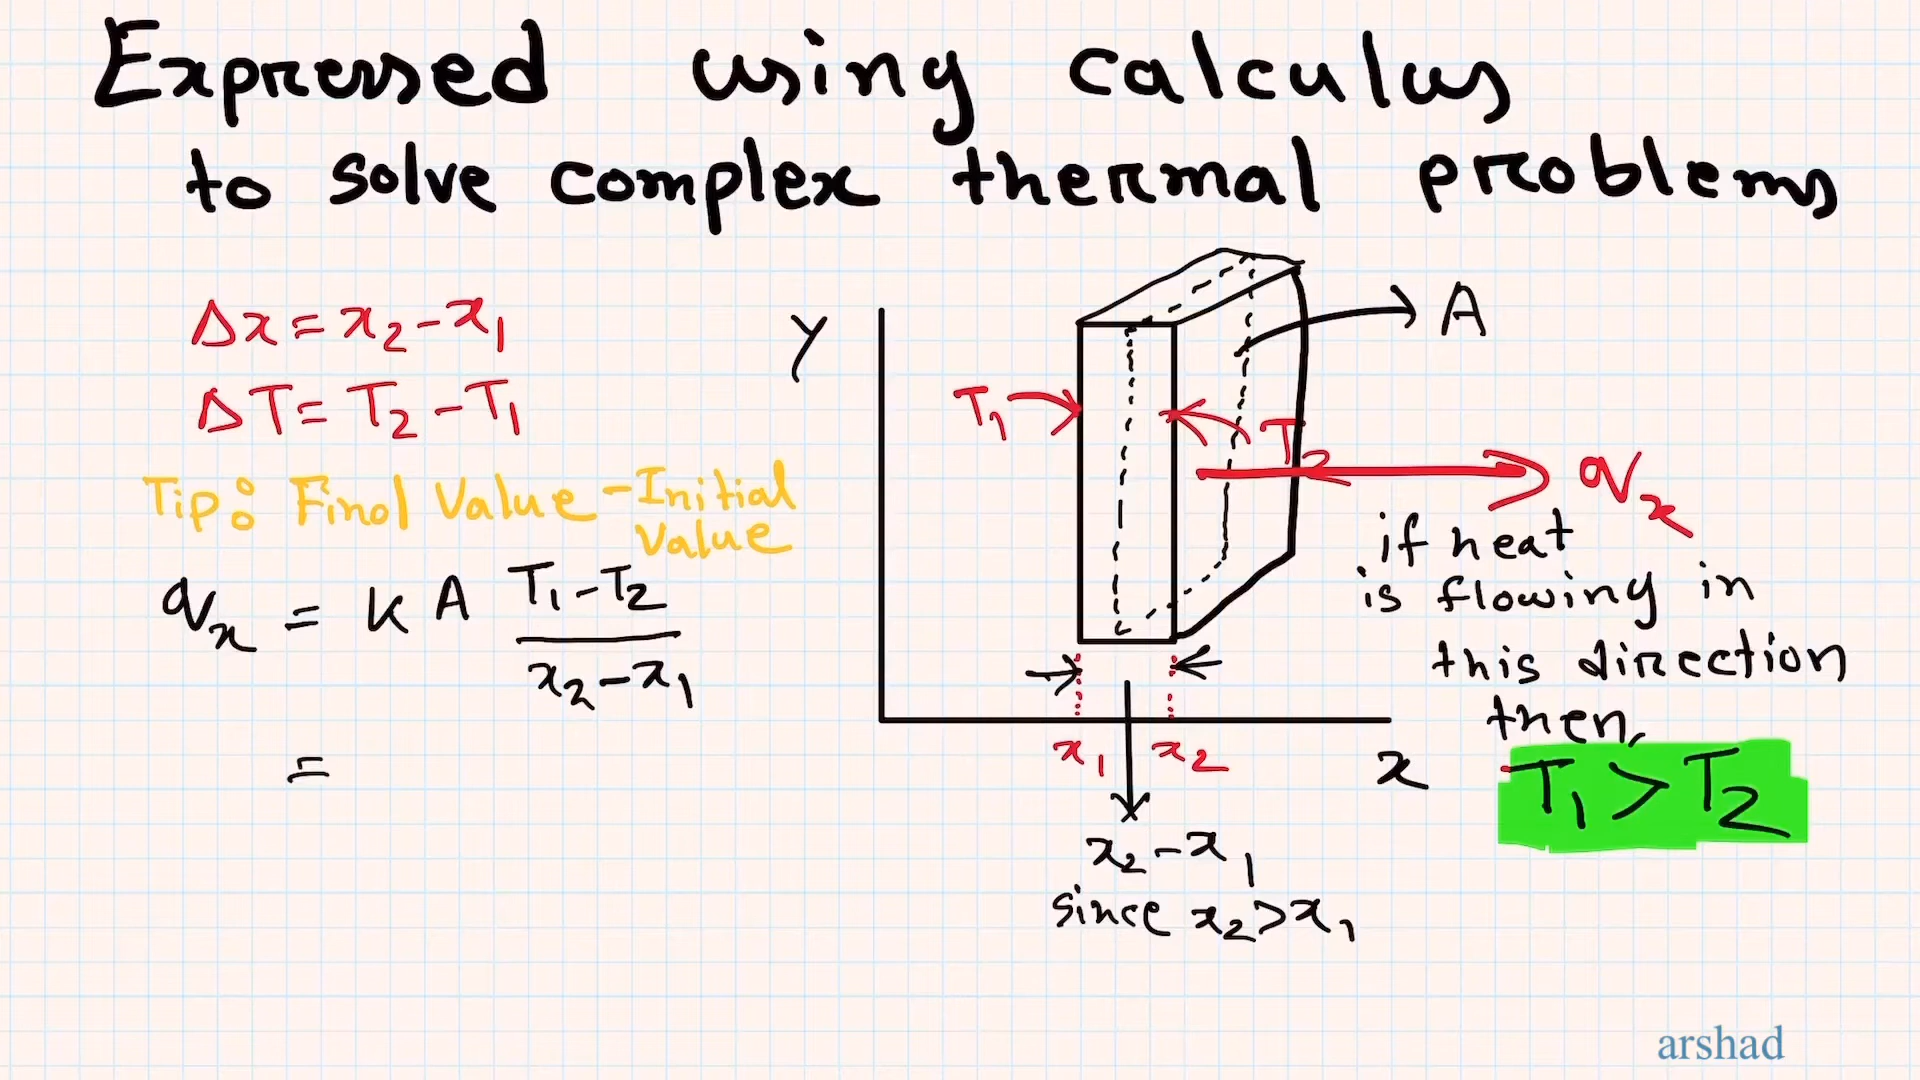 Expressed using calculus
to solve complex thermal problems
Δx = x₂ - x₁
ΔT = T₂ - T₁
Tip: Final Value - Initial
Value
qₓ = K A (T₁ - T₂) / (x₂ - x₁)
=
Y
A
T₁
T₂
qₓ
x₁
x₂
x
x₂ - x₁
since x₂ > x₁
if heat
is flowing in
this direction
then,
T₁ > T₂
arshad